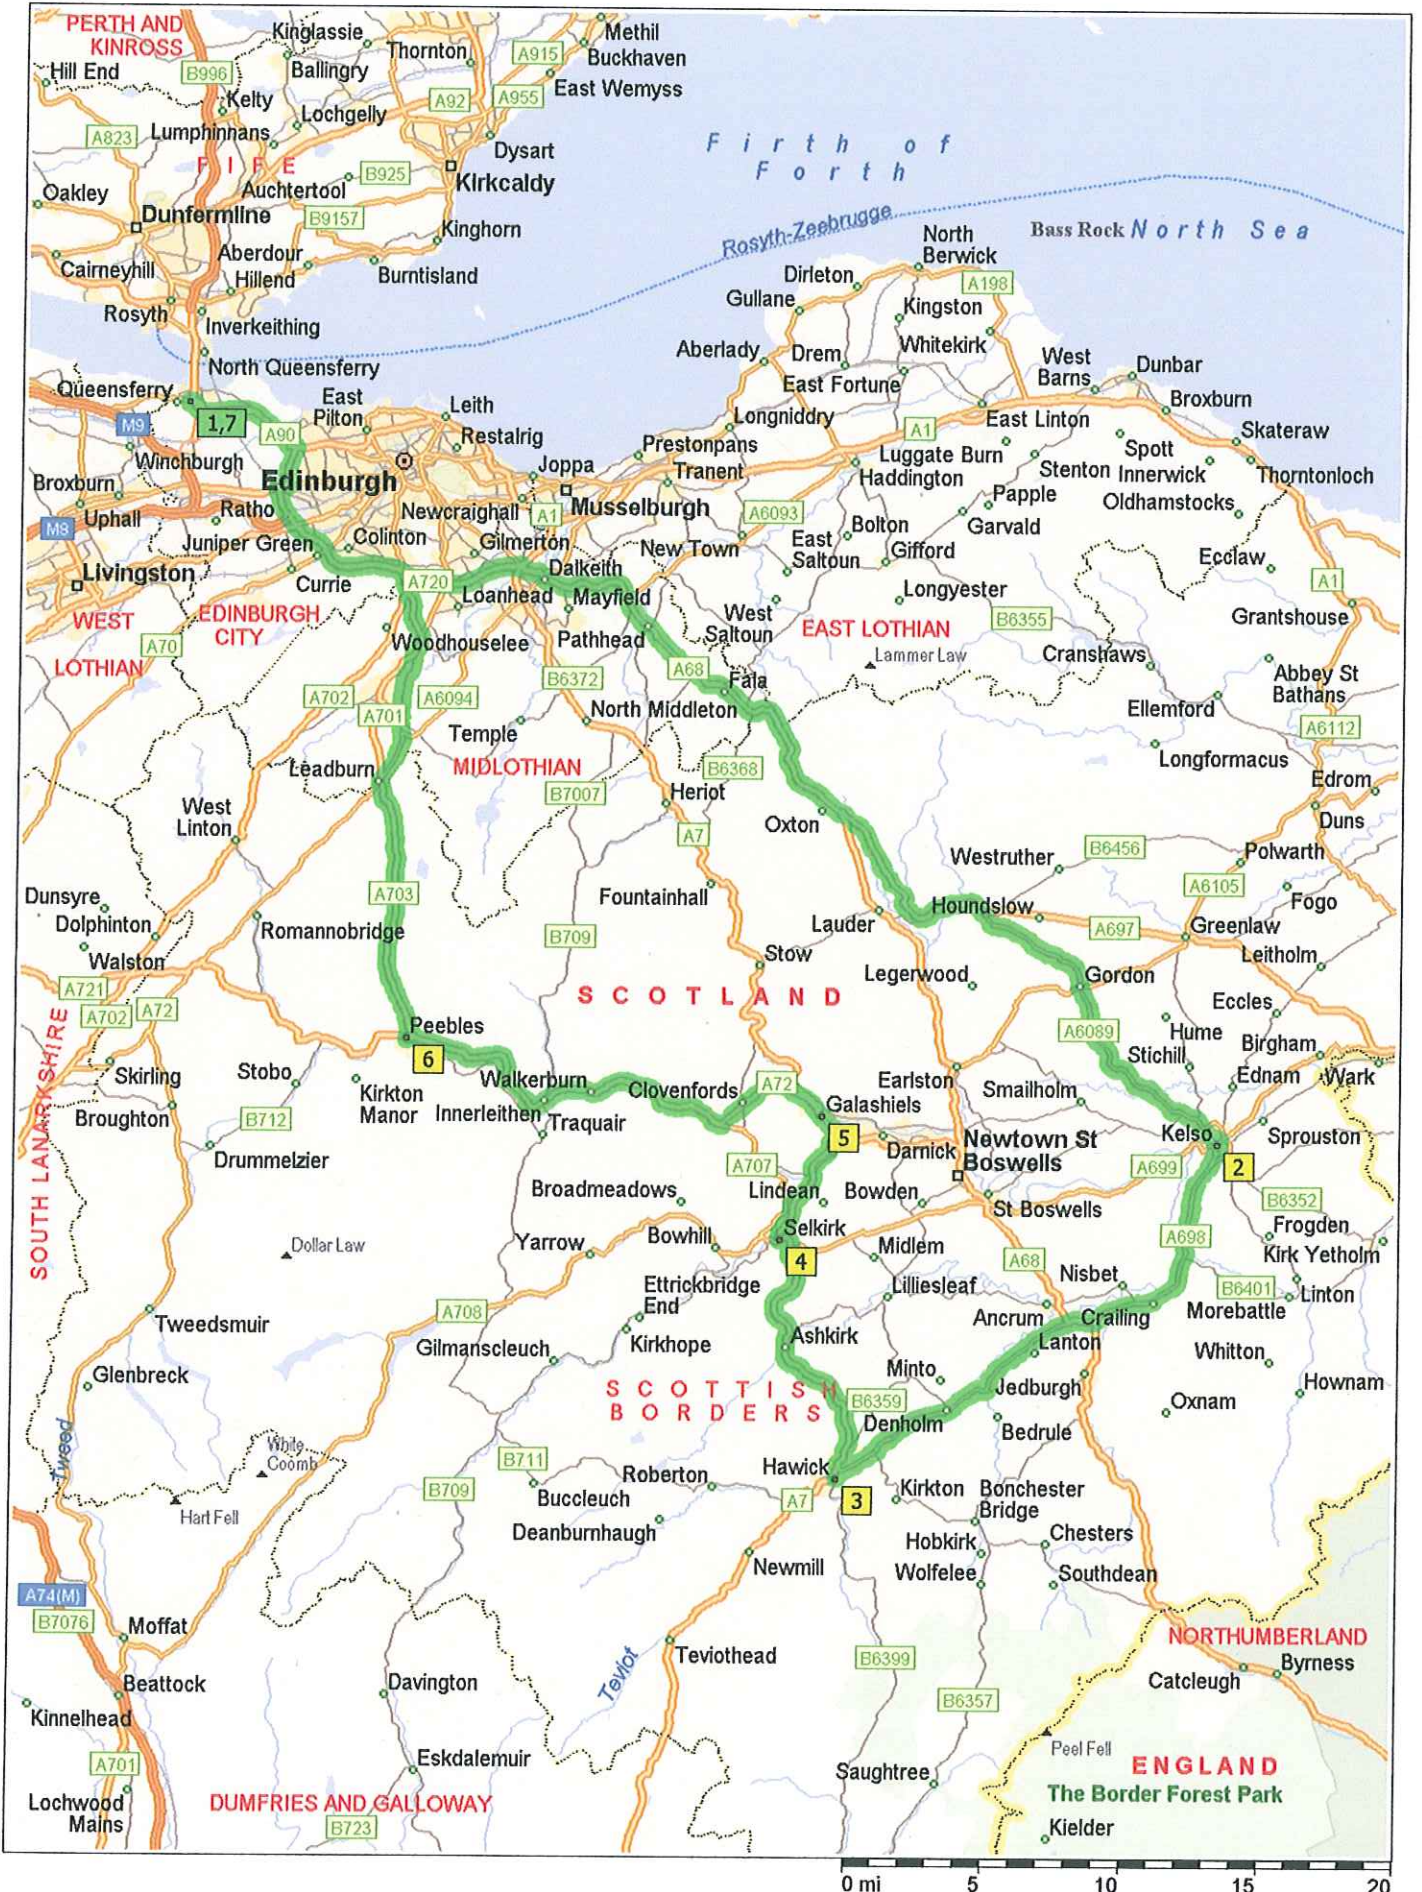 PERTH AND
KINROSS
Kinglassie
Methil
Thornton
A915
Buckhaven
Hill End
B996
Ballingry
East Wemyss
Kelty
A92
A955
Lochgelly
A823
Lumphinnans
Dysart
FIFE
Firth of
Forth
Auchtertool
B925
Kirkcaldy
Oakley
Dunfermline
B9157
Kinghorn
Rosyth-Zeebrugge
Bass Rock
North Sea
North
Berwick
Cairneyhill
Aberdour
Hillend
Burntisland
Dirleton
A198
Gullane
Kingston
Rosyth
Inverkeithing
Whitekirk
Aberlady
Drem
North Queensferry
West
Barns
Dunbar
Queensferry
East Fortune
East
Pilton
Leith
Broxburn
1,7
M9
A90
Longniddry
East Linton
Restalrig
A1
Skateraw
Prestonpans
Winchburgh
Joppa
Tranent
Luggate Burn
Haddington
Stenton
Spott
Innerwick
Thorntonloch
Broxburn
Edinburgh
Musselburgh
Papple
Oldhamstocks
Uphall
Ratho
Newcraighall
A1
A6093
Garvald
M8
Juniper Green
Colinton
Gilmerton
New Town
East
Saltoun
Bolton
Gifford
Ecclaw
Livingston
Currie
A720
Dalkeith
Loanhead
Mayfield
Longyester
A1
WEST
LOTHIAN
EDINBURGH
CITY
A70
Woodhouselee
Pathhead
West
Saltoun
EAST LOTHIAN
B6355
Grantshouse
Lammer Law
Cranshaws
A68
Fala
Abbey St
Bathans
A702
A6094
B6372
A701
North Middleton
Ellemford
A6112
Temple
Leadburn
MIDLOTHIAN
B6368
Longformacus
Edrom
B7007
Heriot
West
Linton
Oxton
A7
Duns
B6456
Westruther
Polwarth
A703
Fountainhall
A6105
Dunsyre
Dolphinton
Houndslow
Fogo
Romannobridge
B709
Lauder
A697
Greenlaw
Walston
Stow
Leitholm
Legerwood
Gordon
A721
SCOTLAND
A702
A72
Eccles
Peebles
A6089
Hume
6
Stichill
Birgham
Skirling
Stobo
Walkerburn
Clovenfords
A72
Earlston
Smailholm
Ednam
Wark
Kirkton
Manor
Innerleithen
Galashiels
Broughton
B712
Traquair
5
Kelso
Sprouston
Darnick
Newtown St
Boswells
Drummelzier
A707
A699
2
SOUTH LANARKSHIRE
Broadmeadows
Lindean
Bowden
B6352
St Boswells
Dollar Law
Yarrow
Bowhill
Selkirk
Frogden
4
Midlem
A68
A698
Kirk Yetholm
Ettrickbridge
End
Lilliesleaf
Nisbet
B6401
Linton
A708
Ancrum
Crailing
Morebattle
Tweedsmuir
Gilmanscleuch
Kirkhope
Ashkirk
Lanton
Whitton
Glenbreck
Minto
SCOTTISH
BORDERS
B6359
Jedburgh
Hownam
Denholm
Oxnam
Bedrule
Tweed
White
Coomb
B711
Roberton
Hawick
B709
Buccleuch
A7
3
Kirkton
Bonchester
Bridge
Hart Fell
Deanburnhaugh
Hobkirk
Chesters
Newmill
Wolfelee
Southdean
A74(M)
B7076
Moffat
NORTHUMBERLAND
Teviot
Teviothead
B6399
Catcleugh
Byrness
Beattock
Davington
B6357
Kinnelhead
Peel Fell
A701
Eskdalemuir
Saughtree
ENGLAND
The Border Forest Park
Lochwood
Mains
DUMFRIES AND GALLOWAY
B723
Kielder
0 mi 5 10 15 20